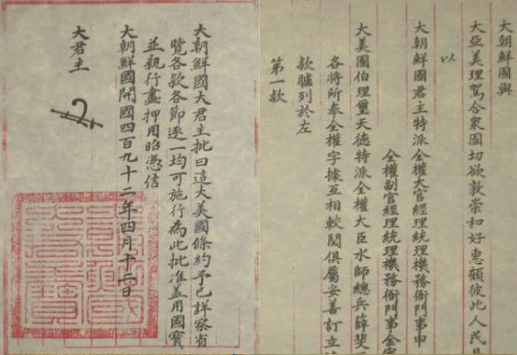 大朝鮮國與
大亞美理駕合衆國切欲敦崇和好惠顧彼此人民
以
大朝鮮國君主特派全權大官經理統理機務衙門事申
全權副官經理統理機務衙門事金宏
大美國伯理璽天德特派全權大臣水師總兵薛斐
各將所奉全權字據互相較閱俱屬妥善訂立
款臚列於左
第一款
大朝鮮國大君主批曰這大美國條約予已詳察省
覽各款各節逐一均可施行為此批准盖用國寶
並親行畫押用昭憑信
大朝鮮國開國四百九十二年四月十二日
大君主